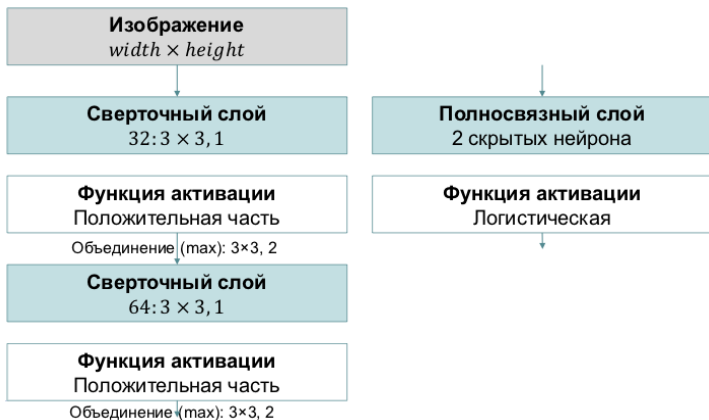 Изображение
width × height
Сверточный слой
32: 3 × 3, 1
Функция активации
Положительная часть
Объединение (max): 3×3, 2
Сверточный слой
64: 3 × 3, 1
Функция активации
Положительная часть
Объединение (max): 3×3, 2
Полносвязный слой
2 скрытых нейрона
Функция активации
Логистическая